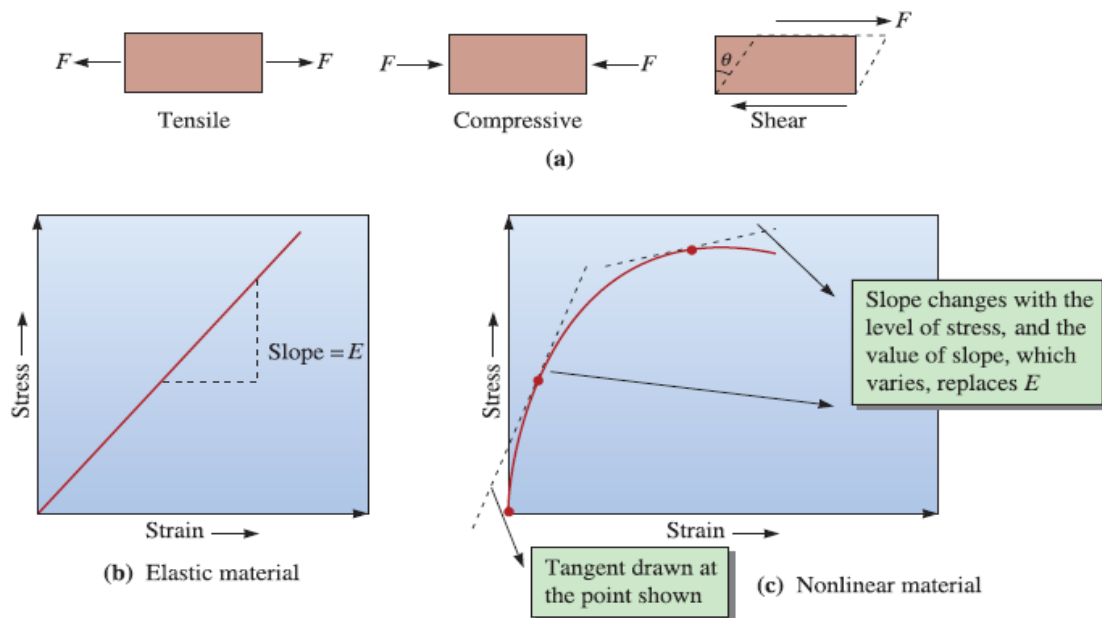 F F F F F
θ
Tensile Compressive Shear
(a)
Stress
Slope = E
Strain
(b) Elastic material
Stress
Slope changes with the
level of stress, and the
value of slope, which
varies, replaces E
Strain
Tangent drawn at
the point shown
(c) Nonlinear material